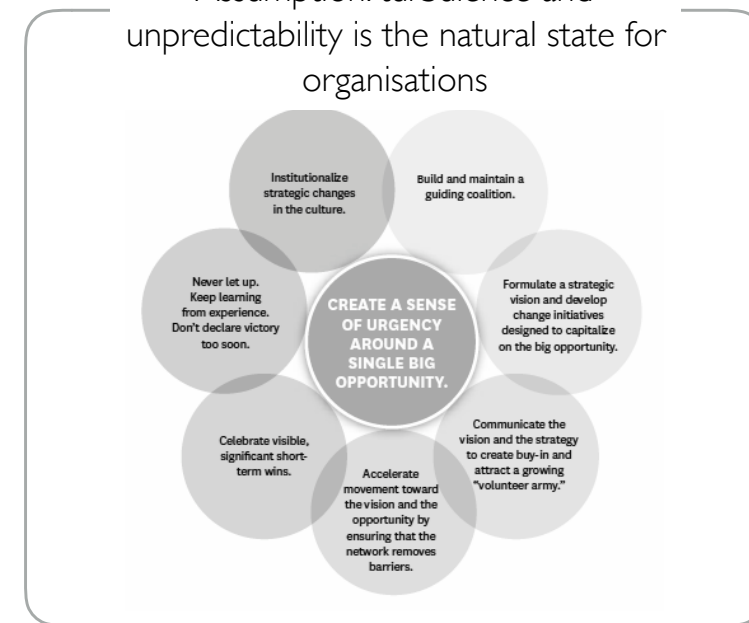 unpredictability is the natural state for
organisations
Institutionalize
strategic changes
in the culture.
Build and maintain a
guiding coalition.
Never let up.
Keep learning
from experience.
Don't declare victory
too soon.
CREATE A SENSE
OF URGENCY
AROUND A
SINGLE BIG
OPPORTUNITY.
Formulate a strategic
vision and develop
change initiatives
designed to capitalize
on the big opportunity.
Celebrate visible,
significant short-
term wins.
Accelerate
movement toward
the vision and the
opportunity by
ensuring that the
network removes
barriers.
Communicate the
vision and the strategy
to create buy-in and
attract a growing
"volunteer army."